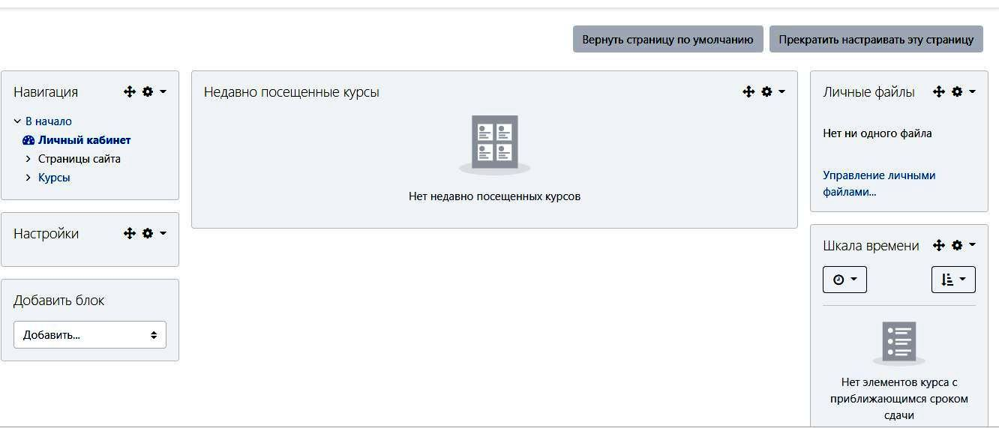 Вернуть страницу по умолчанию
Прекратить настраивать эту страницу
Навигация
В начало
Личный кабинет
Страницы сайта
Курсы
Настройки
Добавить блок
Добавить...
Недавно посещенные курсы
Нет недавно посещенных курсов
Личные файлы
Нет ни одного файла
Управление личными
файлами...
Шкала времени
Нет элементов курса с
приближающимся сроком
сдачи